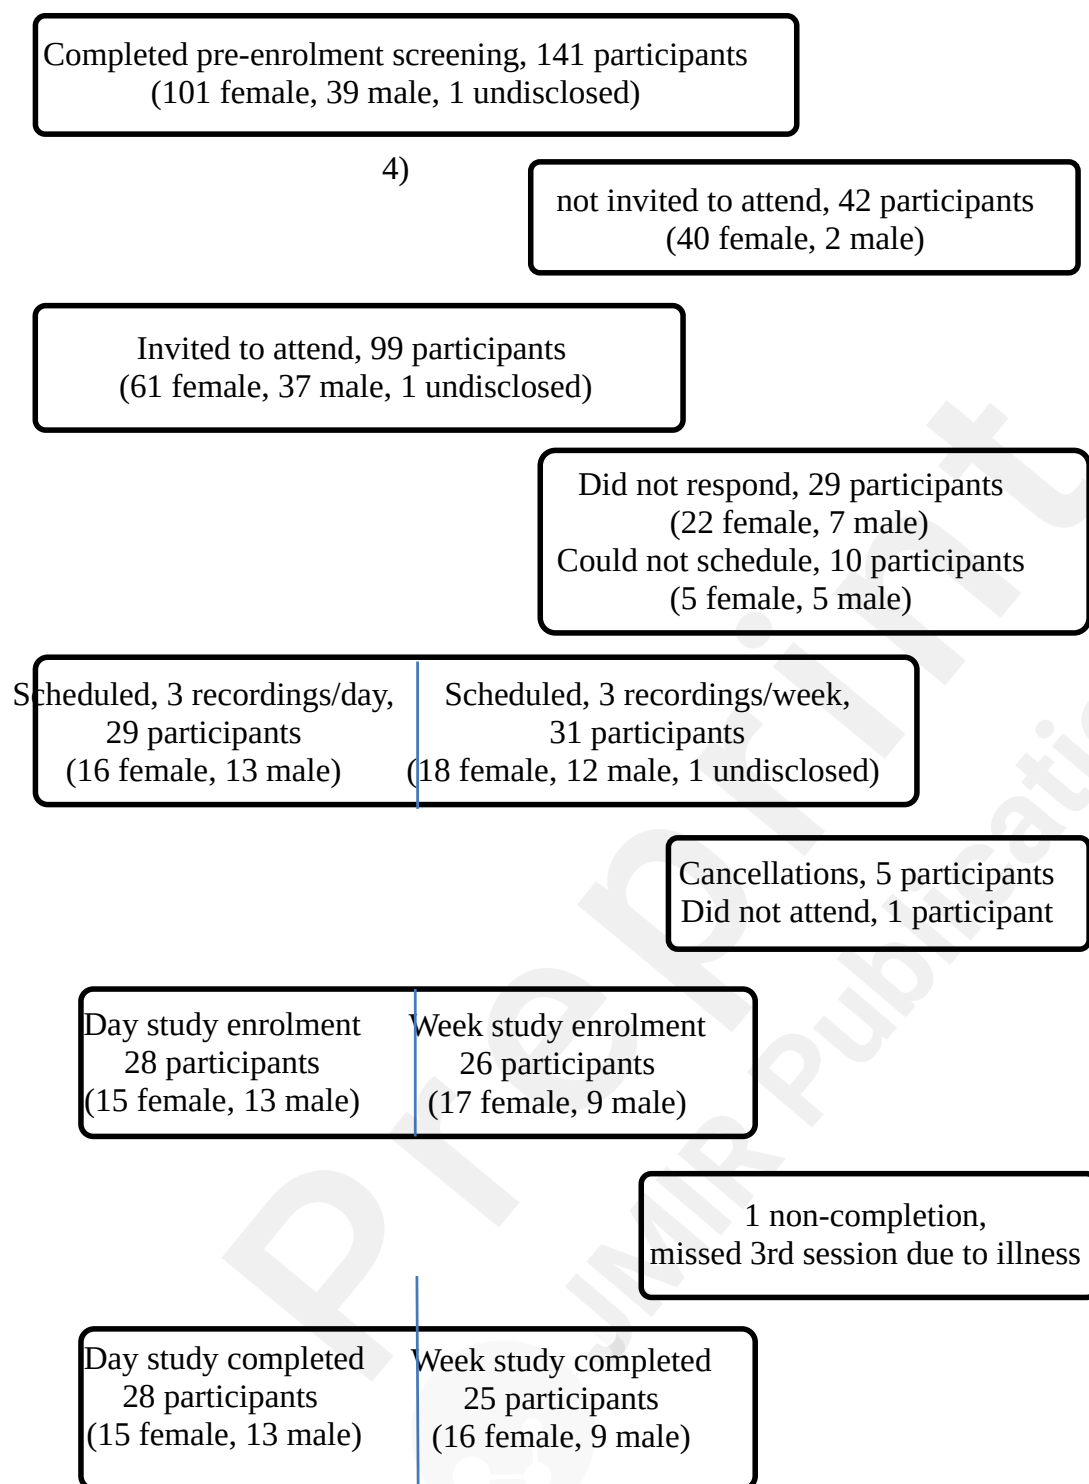 Completed pre-enrolment screening, 141 participants
(101 female, 39 male, 1 undisclosed)
4)
not invited to attend, 42 participants
(40 female, 2 male)
Invited to attend, 99 participants
(61 female, 37 male, 1 undisclosed)
Did not respond, 29 participants
(22 female, 7 male)
Could not schedule, 10 participants
(5 female, 5 male)
Scheduled, 3 recordings/day,
29 participants
(16 female, 13 male)
Scheduled, 3 recordings/week,
31 participants
(18 female, 12 male, 1 undisclosed)
Cancellations, 5 participants
Did not attend, 1 participant
Day study enrolment
28 participants
(15 female, 13 male)
Week study enrolment
26 participants
(17 female, 9 male)
1 non-completion,
missed 3rd session due to illness
Day study completed
28 participants
(15 female, 13 male)
Week study completed
25 participants
(16 female, 9 male)
Preprint
JMIR Publicatio